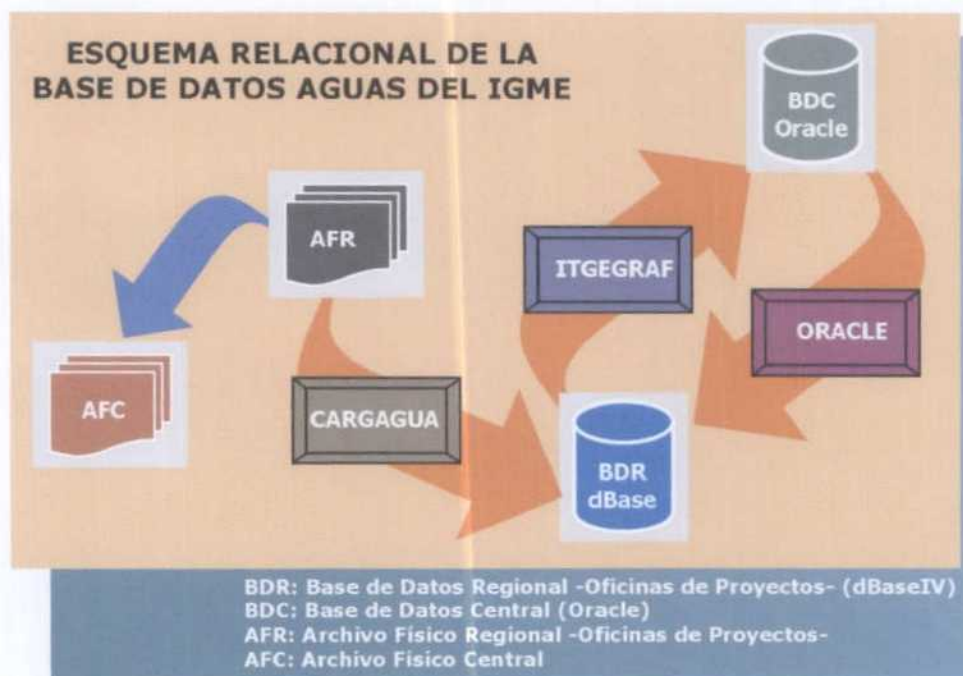 ESQUEMA RELACIONAL DE LA
BASE DE DATOS AGUAS DEL IGME
BDC
Oracle
AFR
ITGEGRAF
ORACLE
AFC
CARGAGUA
BDR
dBase
BDR: Base de Datos Regional -Oficinas de Proyectos- (dBaseIV)
BDC: Base de Datos Central (Oracle)
AFR: Archivo Físico Regional -Oficinas de Proyectos-
AFC: Archivo Físico Central